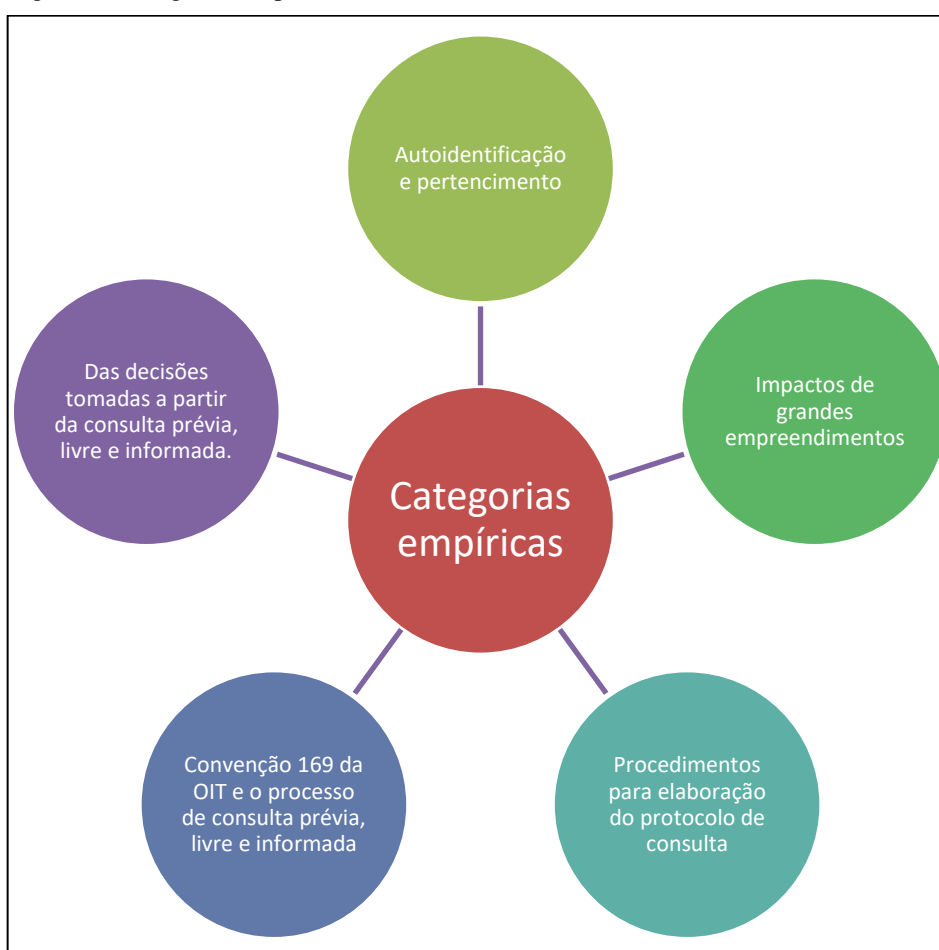 Autoidentificação
e pertencimento
Das decisões
tomadas a partir
da consulta prévia,
livre e informada.
Impactos de
grandes
empreendimentos
Categorias
empíricas
Convenção 169 da
OIT e o processo
de consulta prévia,
livre e informada
Procedimentos
para elaboração
do protocolo de
consulta